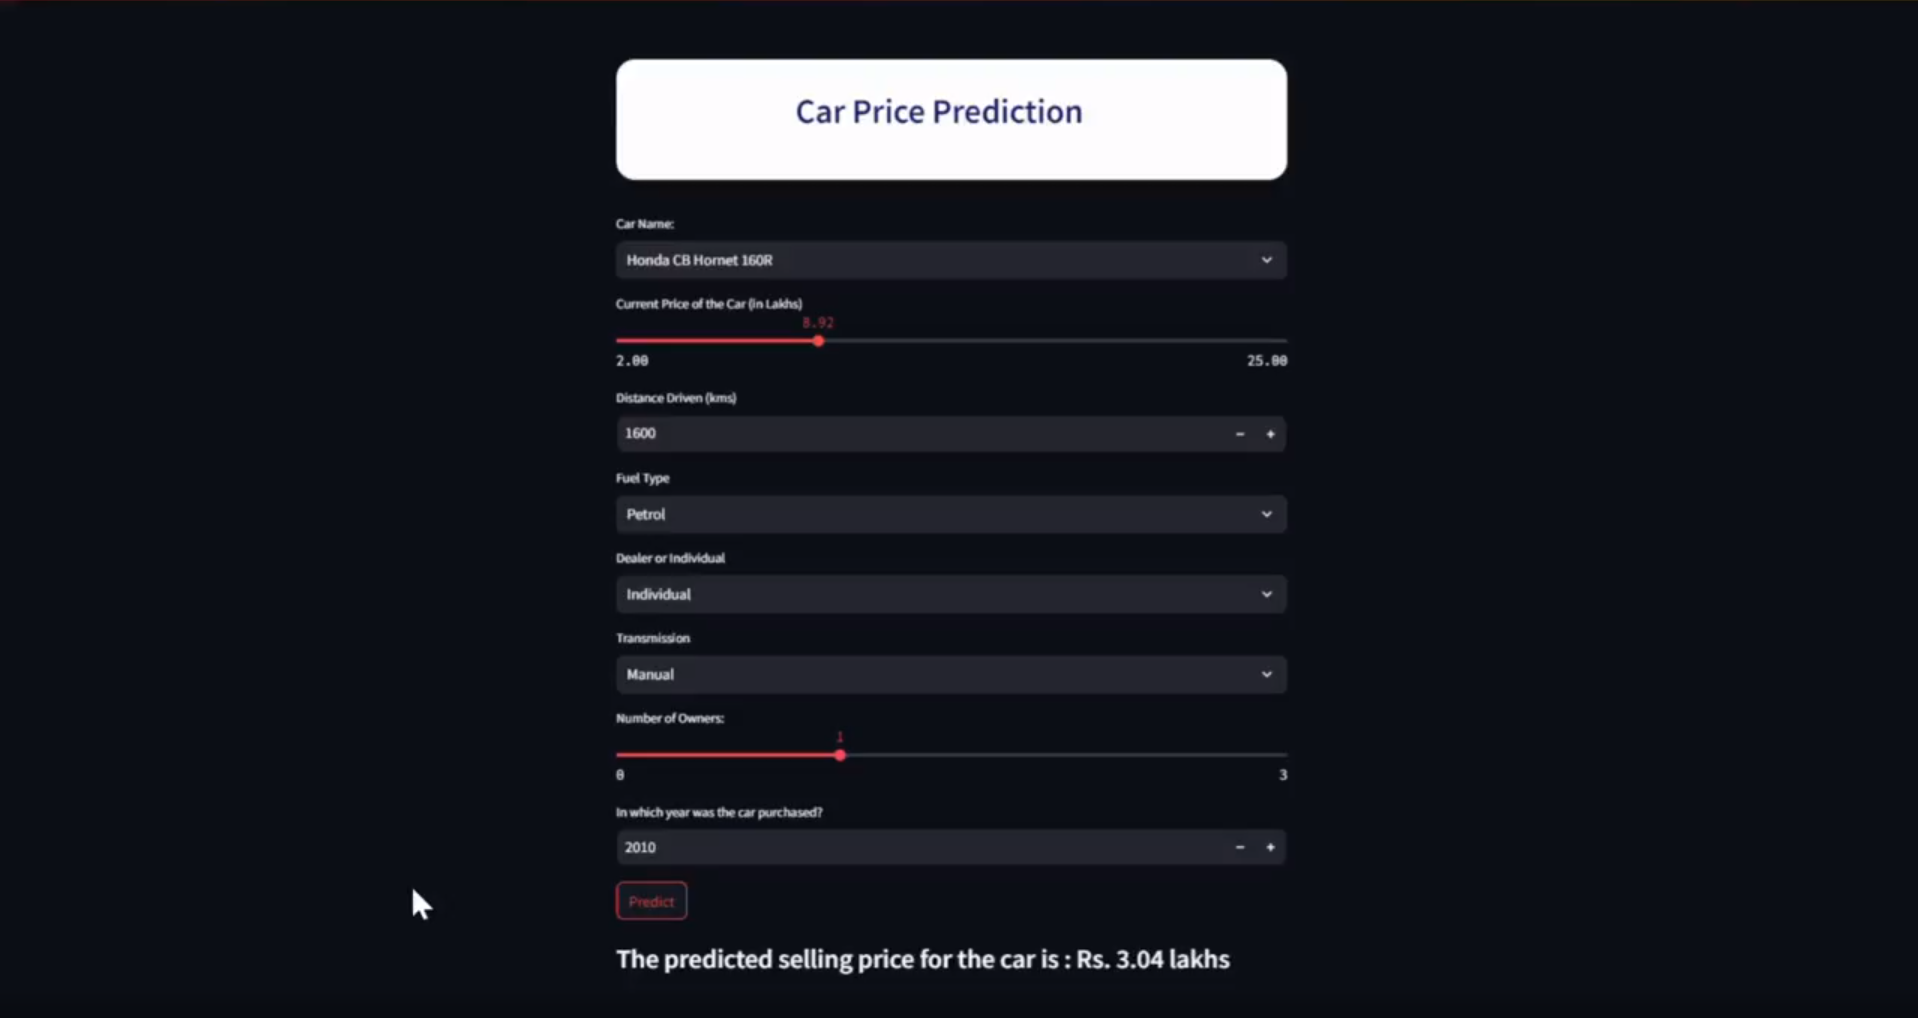 Car Price Prediction
Car Name:
Honda CB Hornet 160R
Current Price of the Car (in Lakhs)
8.92
2.00 25.00
Distance Driven (kms)
1600 - +
Fuel Type
Petrol
Dealer or Individual
Individual
Transmission
Manual
Number of Owners:
1
0 3
In which year was the car purchased?
2010 - +
Predict
The predicted selling price for the car is : Rs. 3.04 lakhs